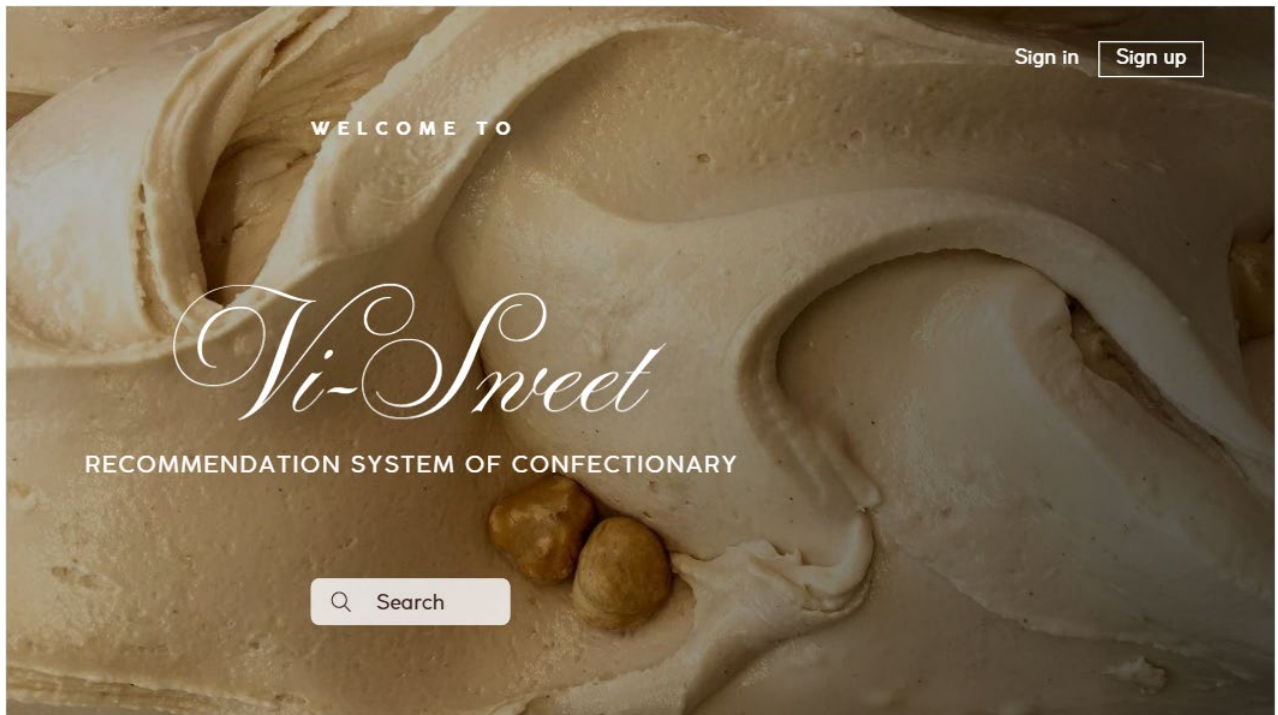 Sign in Sign up
WELCOME TO
Vi-Sweet
RECOMMENDATION SYSTEM OF CONFECTIONARY
Search